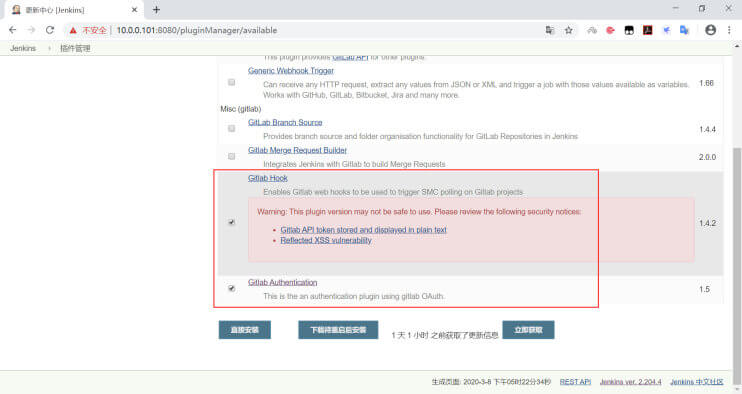 更新中心 [Jenkins]
不安全 | 10.0.0.101:8080/pluginManager/available
Jenkins › 插件管理
This plugin provides GitLab API for other plugins.
Generic Webhook Trigger
Can receive any HTTP request, extract any values from JSON or XML and trigger a job with those values available as variables. 1.66
Works with GitHub, GitLab, Bitbucket, Jira and many more.
Misc (gitlab)
GitLab Branch Source
Provides branch source and folder organisation functionality for GitLab Repositories in Jenkins 1.4.4
Gitlab Merge Request Builder
Integrates Jenkins with Gitlab to build Merge Requests 2.0.0
Gitlab Hook
Enables Gitlab web hooks to be used to trigger SMC polling on Gitlab projects
Warning: This plugin version may not be safe to use. Please review the following security notices:
Gitlab API token stored and displayed in plain text 1.4.2
Reflected XSS vulnerability
Gitlab Authentication
This is the an authentication plugin using gitlab OAuth. 1.5
直接安装 下载待重启后安装 1 天 1 小时 之前获取了更新信息 立即获取
生成页面: 2020-3-8 下午05时22分34秒 REST API Jenkins ver. 2.204.4 Jenkins 中文社区